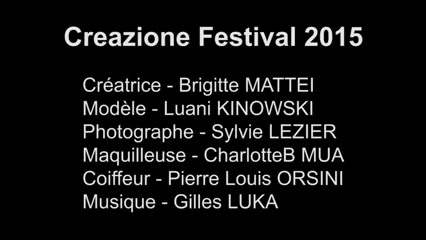 Creazione Festival 2015
Créatrice - Brigitte MATTEI
Modèle - Luani KINOWSKI
Photographe - Sylvie LEZIER
Maquilleuse - CharlotteB MUA
Coiffeur - Pierre Louis ORSINI
Musique - Gilles LUKA